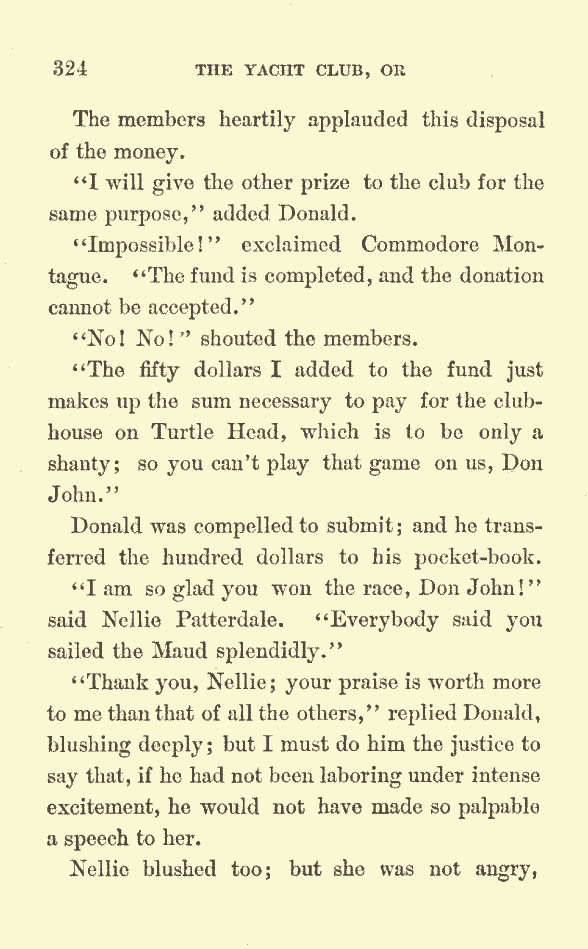 324 THE YACHT CLUB, OR
The members heartily applauded this disposal
of the money.
"I will give the other prize to the club for the
same purpose," added Donald.
"Impossible!" exclaimed Commodore Mon-
tague. "The fund is completed, and the donation
cannot be accepted."
"No! No!" shouted the members.
"The fifty dollars I added to the fund just
makes up the sum necessary to pay for the club-
house on Turtle Head, which is to be only a
shanty; so you can't play that game on us, Don
John."
Donald was compelled to submit; and he trans-
ferred the hundred dollars to his pocket-book.
"I am so glad you won the race, Don John!"
said Nellie Patterdale. "Everybody said you
sailed the Maud splendidly."
"Thank you, Nellie; your praise is worth more
to me than that of all the others," replied Donald,
blushing deeply; but I must do him the justice to
say that, if he had not been laboring under intense
excitement, he would not have made so palpable
a speech to her.
Nellie blushed too; but she was not angry,